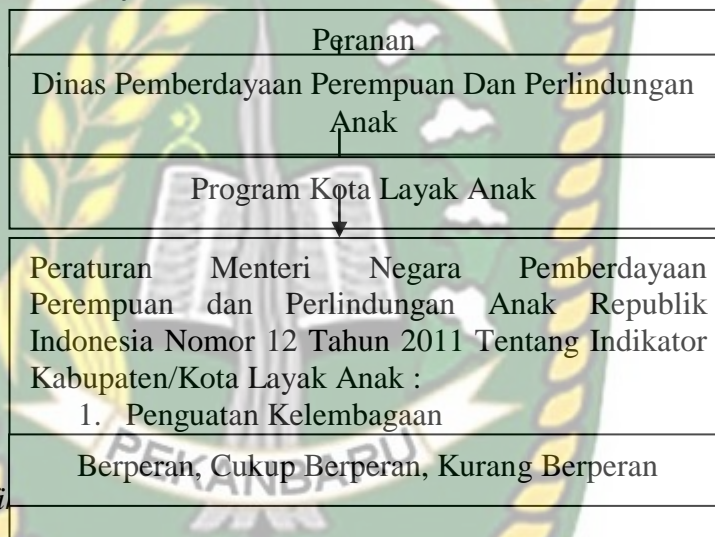 Peranan
Dinas Pemberdayaan Perempuan Dan Perlindungan
Anak
Program Kota Layak Anak
Peraturan Menteri Negara Pemberdayaan
Perempuan dan Perlindungan Anak Republik
Indonesia Nomor 12 Tahun 2011 Tentang Indikator
Kabupaten/Kota Layak Anak :
1. Penguatan Kelembagaan
Berperan, Cukup Berperan, Kurang Berperan
PEKANBARU